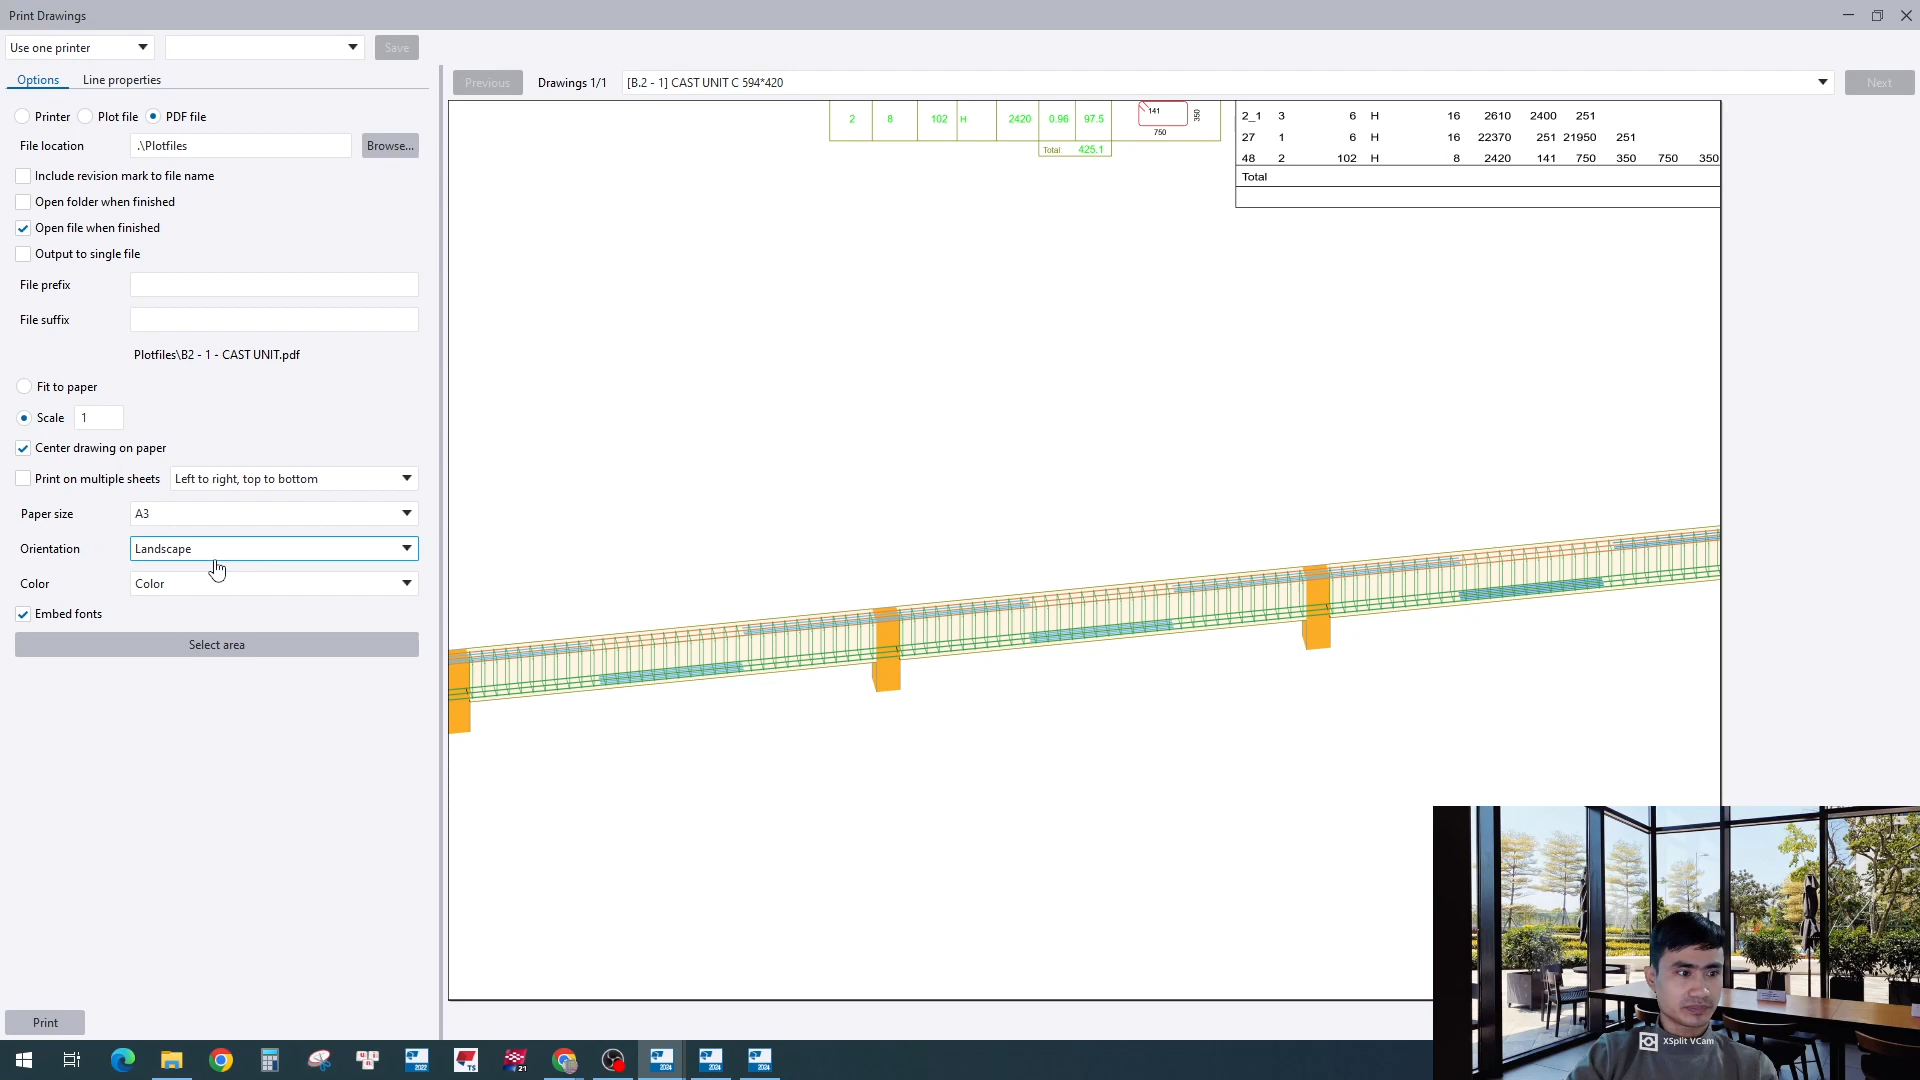 Print Drawings
Use one printer
Save
Options
Line properties
Printer
Plot file
PDF file
File location
.\Plotfiles
Browse...
Include revision mark to file name
Open folder when finished
Open file when finished
Output to single file
File prefix
File suffix
Plotfiles\B2 - 1 - CAST UNIT.pdf
Fit to paper
Scale 1
Center drawing on paper
Print on multiple sheets
Left to right, top to bottom
Paper size
A3
Orientation
Landscape
Color
Color
Embed fonts
Select area
Print
Previous
Drawings 1/1
[B.2 - 1] CAST UNIT C 594*420
Next
2 8 102 H 2420 0.96 97.5
141
350
750
Total: 425.1
2_1 3 6 H 16 2610 2400 251
27 1 6 H 16 22370 251 21950 251
48 2 102 H 8 2420 141 750 350 750 350
Total
XSplit VCam
2022
TS
21
2024
2024
2024